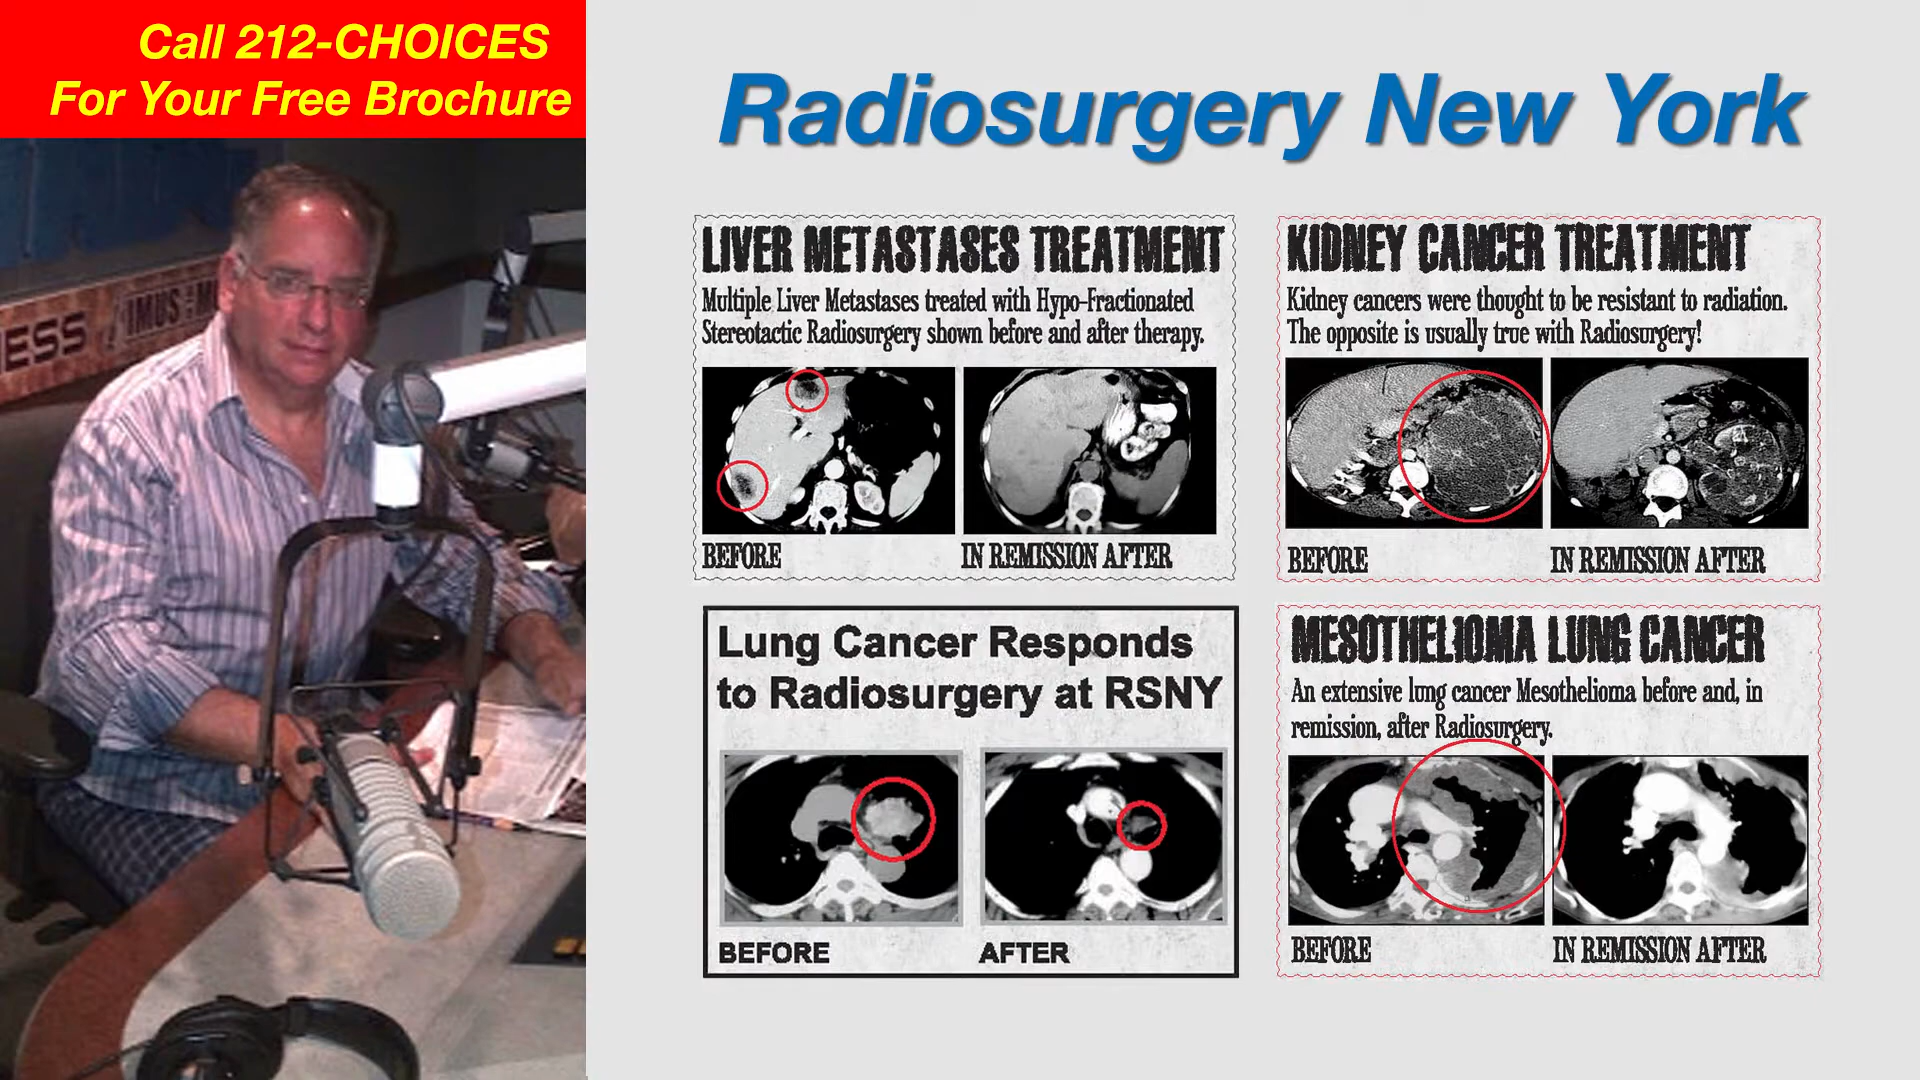 Call 212-CHOICES
For Your Free Brochure
Radiosurgery New York
LIVER METASTASES TREATMENT
Multiple Liver Metastases treated with Hypo-Fractionated
Stereotactic Radiosurgery shown before and after therapy.
BEFORE
IN REMISSION AFTER
KIDNEY CANCER TREATMENT
Kidney cancers were thought to be resistant to radiation.
The opposite is usually true with Radiosurgery!
BEFORE
IN REMISSION AFTER
Lung Cancer Responds
to Radiosurgery at RSNY
BEFORE
AFTER
MESOTHELIOMA LUNG CANCER
An extensive lung cancer Mesothelioma before and, in
remission, after Radiosurgery.
BEFORE
IN REMISSION AFTER
IMUS